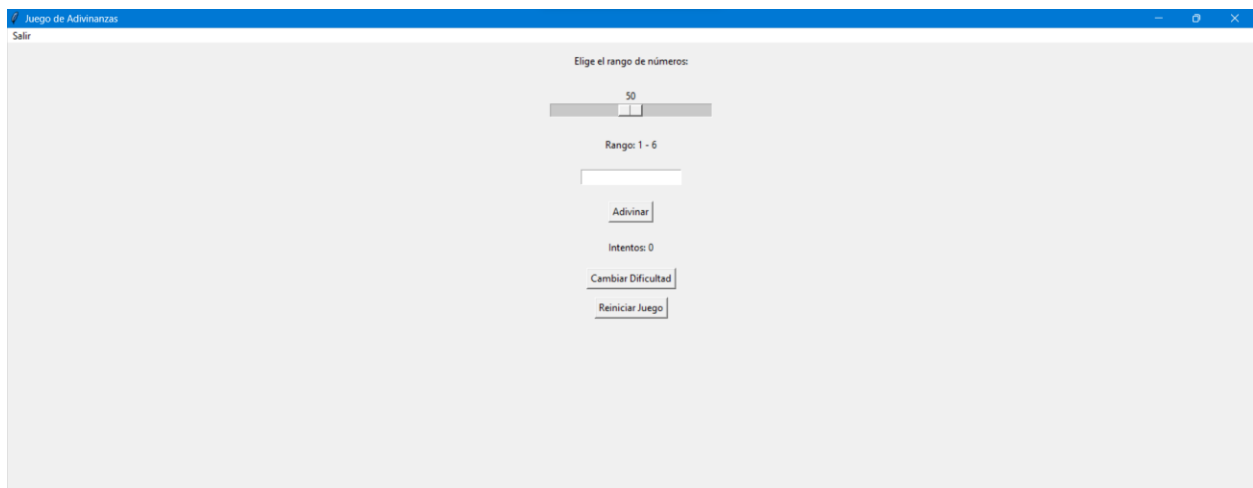 Juego de Adivinanzas
Salir
Elige el rango de números:
50
Rango: 1 - 6
Adivinar
Intentos: 0
Cambiar Dificultad
Reiniciar Juego